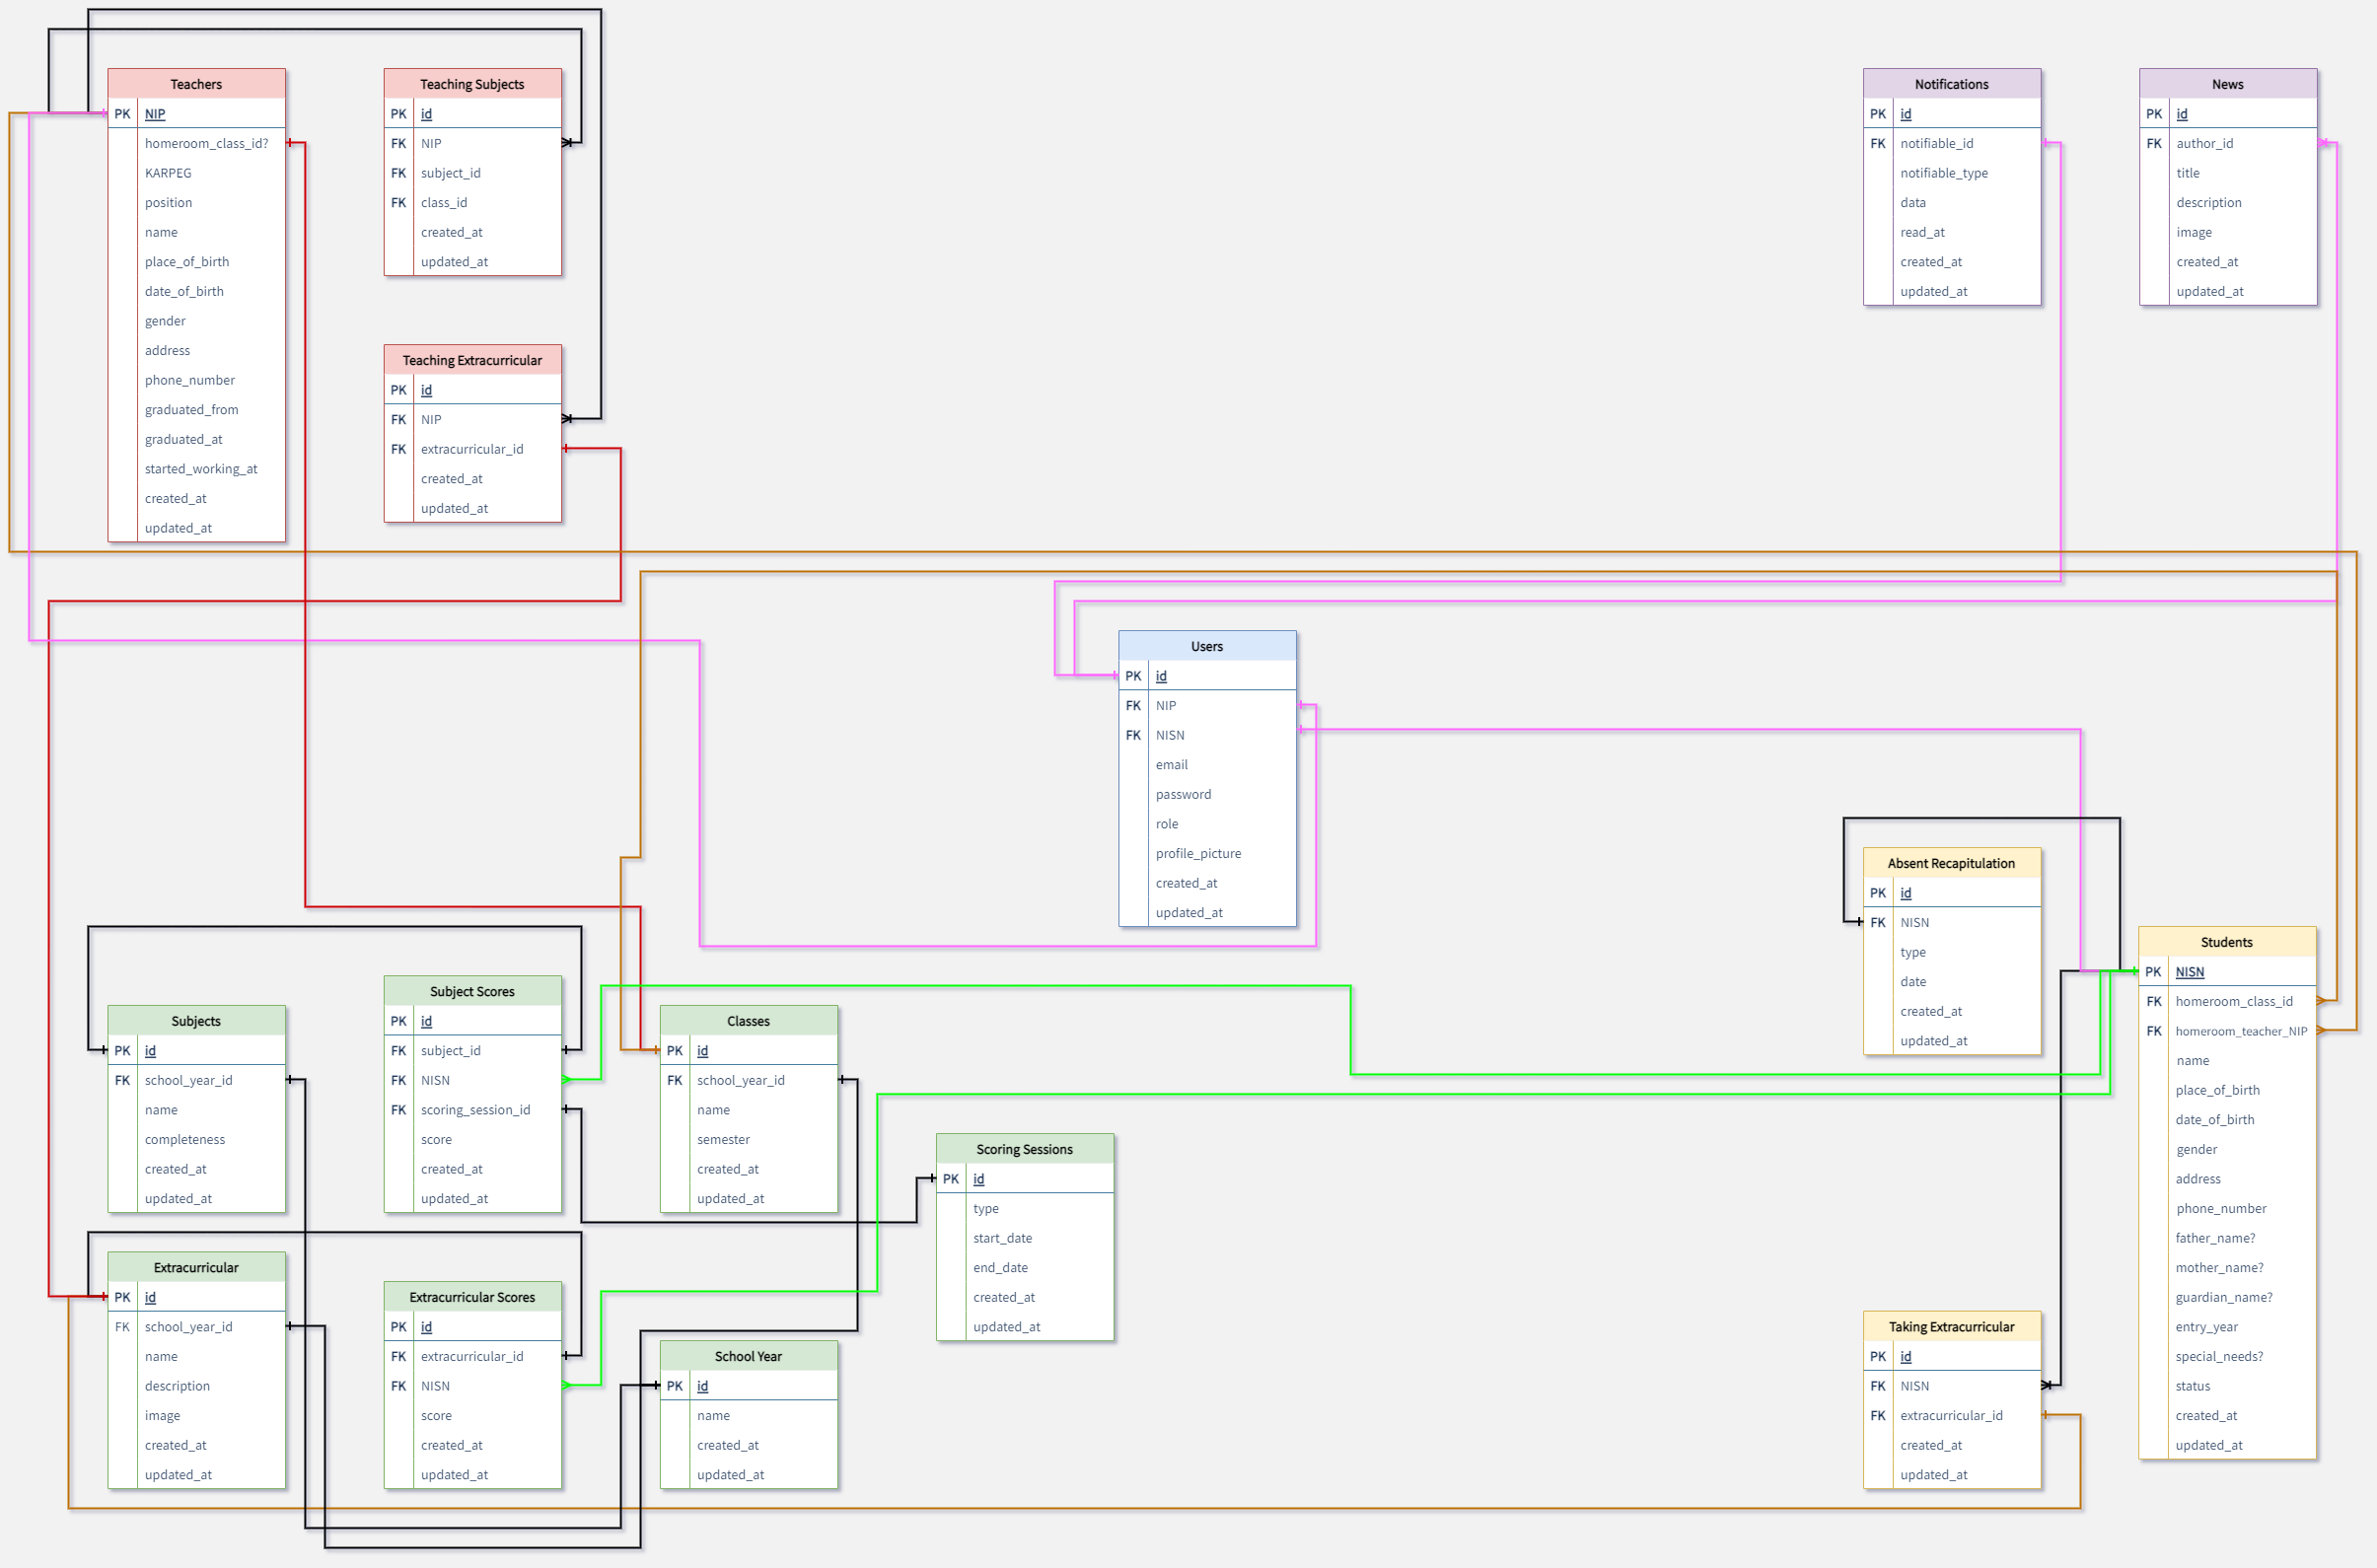 Teachers
PK NIP
homeroom_class_id?
KARPEG
position
name
place_of_birth
date_of_birth
gender
address
phone_number
graduated_from
graduated_at
started_working_at
created_at
updated_at
Teaching Subjects
PK id
FK NIP
FK subject_id
FK class_id
created_at
updated_at
Teaching Extracurricular
PK id
FK NIP
FK extracurricular_id
created_at
updated_at
Notifications
PK id
FK notifiable_id
notifiable_type
data
read_at
created_at
updated_at
News
PK id
FK author_id
title
description
image
created_at
updated_at
Users
PK id
FK NIP
FK NISN
email
password
role
profile_picture
created_at
updated_at
Absent Recapitulation
PK id
FK NISN
type
date
created_at
updated_at
Students
PK NISN
FK homeroom_class_id
FK homeroom_teacher_NIP
name
place_of_birth
date_of_birth
gender
address
phone_number
father_name?
mother_name?
guardian_name?
entry_year
special_needs?
status
created_at
updated_at
Subjects
PK id
FK school_year_id
name
completeness
created_at
updated_at
Subject Scores
PK id
FK subject_id
FK NISN
FK scoring_session_id
score
created_at
updated_at
Classes
PK id
FK school_year_id
name
semester
created_at
updated_at
Scoring Sessions
PK id
type
start_date
end_date
created_at
updated_at
Extracurricular
PK id
FK school_year_id
name
description
image
created_at
updated_at
Extracurricular Scores
PK id
FK extracurricular_id
FK NISN
score
created_at
updated_at
School Year
PK id
name
created_at
updated_at
Taking Extracurricular
PK id
FK NISN
FK extracurricular_id
created_at
updated_at